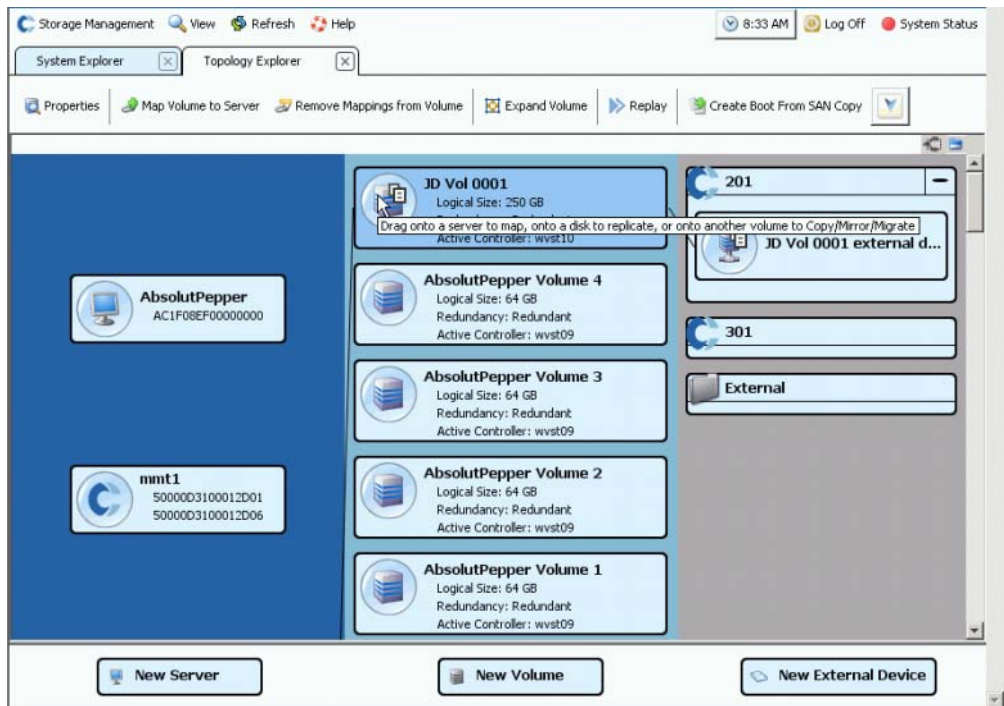 Storage Management View Refresh Help 8:33 AM Log Off System Status
System Explorer Topology Explorer
Properties Map Volume to Server Remove Mappings from Volume Expand Volume Replay Create Boot From SAN Copy
JD Vol 0001
Logical Size: 250 GB
Drag onto a server to map, onto a disk to replicate, or onto another volume to Copy/Mirror/Migrate
Active Controller: wvst10
201
JD Vol 0001 external d...
AbsolutPepper
AC1F08EF00000000
AbsolutPepper Volume 4
Logical Size: 64 GB
Redundancy: Redundant
Active Controller: wvst09
301
AbsolutPepper Volume 3
Logical Size: 64 GB
Redundancy: Redundant
Active Controller: wvst09
External
mmt1
50000D3100012D01
50000D3100012D06
AbsolutPepper Volume 2
Logical Size: 64 GB
Redundancy: Redundant
Active Controller: wvst09
AbsolutPepper Volume 1
Logical Size: 64 GB
Redundancy: Redundant
Active Controller: wvst09
New Server New Volume New External Device